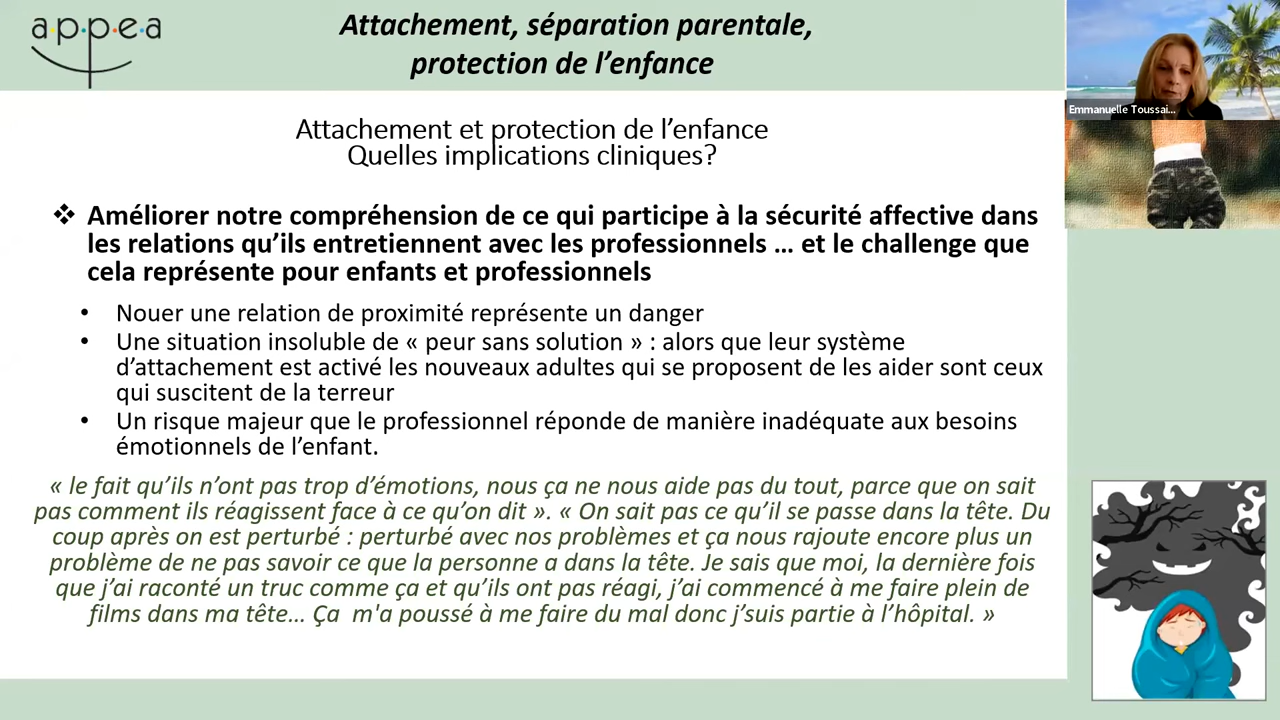 a.p.p.e.a
Attachement, séparation parentale,
protection de l'enfance
Emmanuelle Toussai...
Attachement et protection de l'enfance
Quelles implications cliniques?
❖ Améliorer notre compréhension de ce qui participe à la sécurité affective dans
les relations qu'ils entretiennent avec les professionnels … et le challenge que
cela représente pour enfants et professionnels
• Nouer une relation de proximité représente un danger
• Une situation insoluble de « peur sans solution » : alors que leur système
d'attachement est activé les nouveaux adultes qui se proposent de les aider sont ceux
qui suscitent de la terreur
• Un risque majeur que le professionnel réponde de manière inadéquate aux besoins
émotionnels de l'enfant.
« le fait qu'ils n'ont pas trop d'émotions, nous ça ne nous aide pas du tout, parce que on sait
pas comment ils réagissent face à ce qu'on dit ». « On sait pas ce qu'il se passe dans la tête. Du
coup après on est perturbé : perturbé avec nos problèmes et ça nous rajoute encore plus un
problème de ne pas savoir ce que la personne a dans la tête. Je sais que moi, la dernière fois
que j'ai raconté un truc comme ça et qu'ils ont pas réagi, j'ai commencé à me faire plein de
films dans ma tête… Ça  m'a poussé à me faire du mal donc j'suis partie à l'hôpital. »